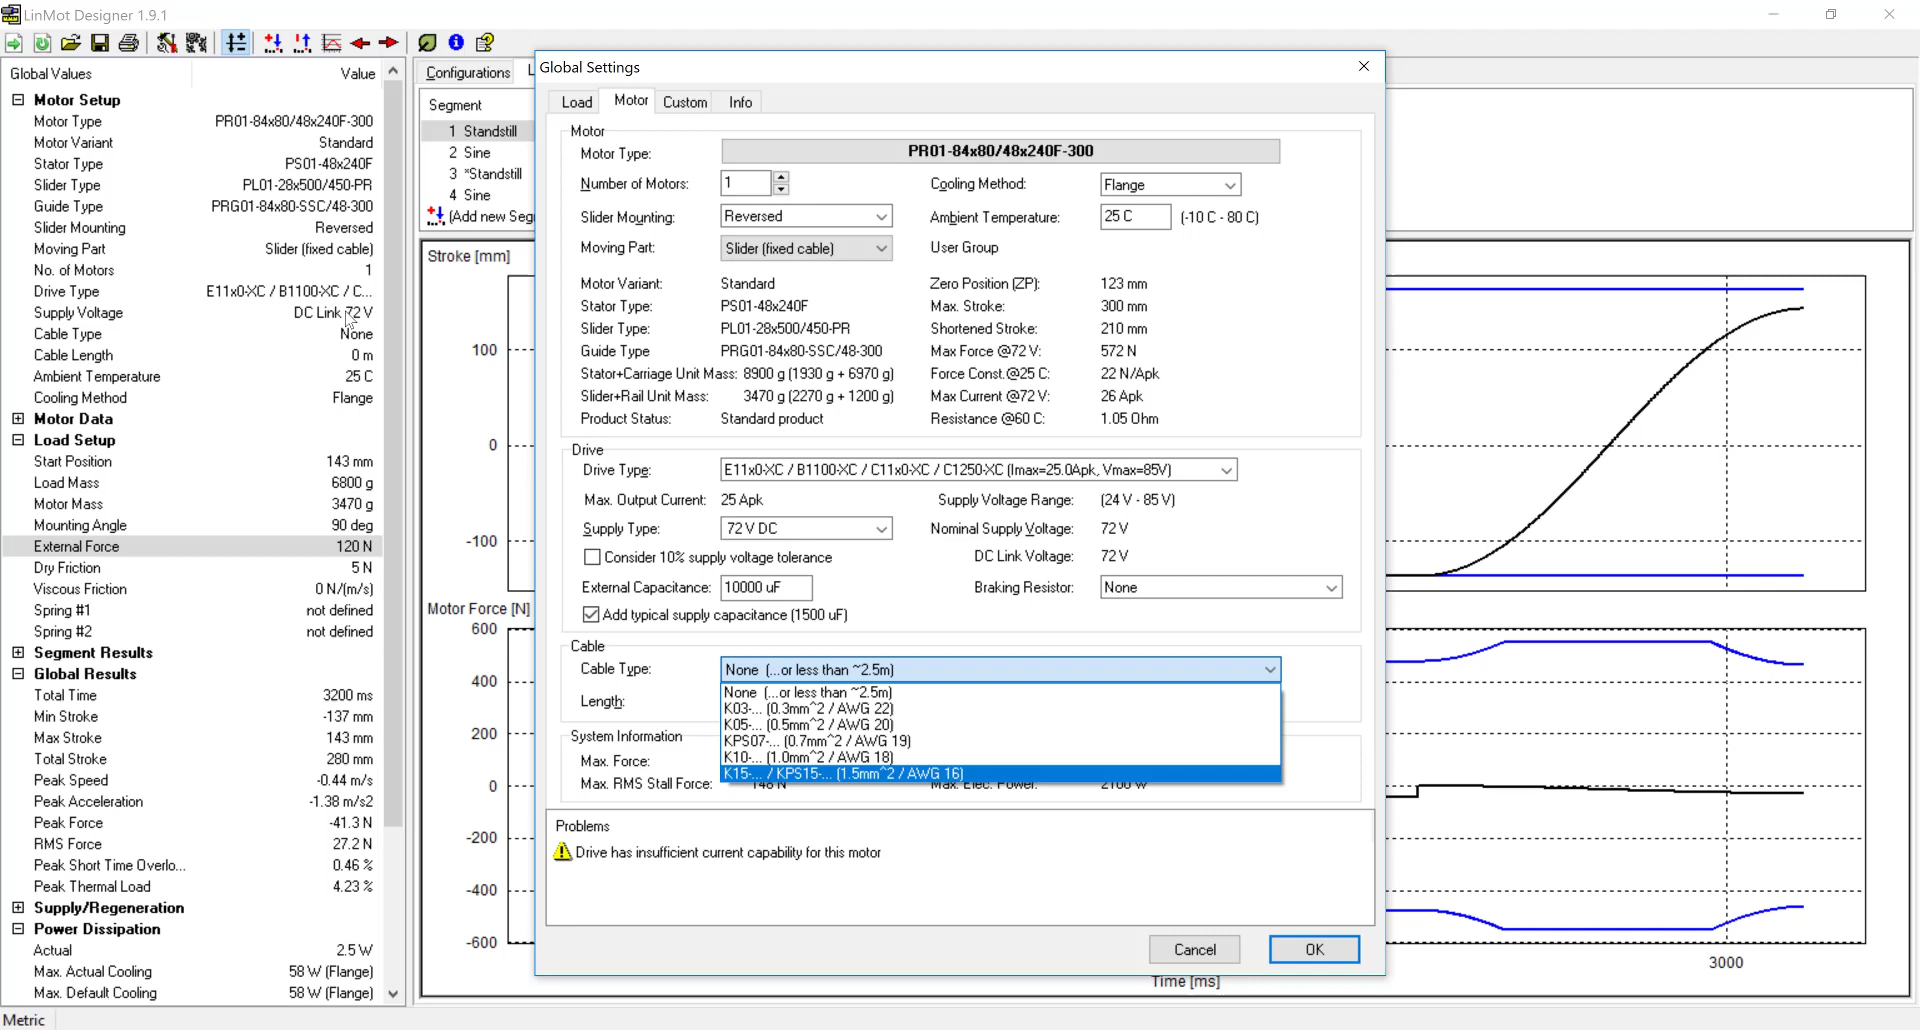 LinMot Designer 1.9.1
Global Values Value
Motor Setup
Motor Type PR01-84x80/48x240F-300
Motor Variant Standard
Stator Type PS01-48x240F
Slider Type PL01-28x500/450-PR
Guide Type PRG01-84x80-SSC/48-300
Slider Mounting Reversed
Moving Part Slider (fixed cable)
No. of Motors 1
Drive Type E11x0-XC / B1100-XC / C...
Supply Voltage DC Link 72 V
Cable Type None
Cable Length 0 m
Ambient Temperature 25 C
Cooling Method Flange
Motor Data
Load Setup
Start Position 143 mm
Load Mass 6800 g
Motor Mass 3470 g
Mounting Angle 90 deg
External Force 120 N
Dry Friction 5 N
Viscous Friction 0 N/(m/s)
Spring #1 not defined
Spring #2 not defined
Segment Results
Global Results
Total Time 3200 ms
Min Stroke -137 mm
Max Stroke 143 mm
Total Stroke 280 mm
Peak Speed -0.44 m/s
Peak Acceleration -1.38 m/s2
Peak Force -41.3 N
RMS Force 27.2 N
Peak Short Time Overlo... 0.46 %
Peak Thermal Load 4.23 %
Supply/Regeneration
Power Dissipation
Actual 2.5 W
Max. Actual Cooling 58 W (Flange)
Max. Default Cooling 58 W (Flange)
Metric
Configurations
Segment
1 Standstill
2 Sine
3 *Standstill
4 Sine
(Add new Seg
Stroke [mm]
100
0
-100
Motor Force [N]
600
400
200
0
-200
-400
-600
3000
Time [ms]
Global Settings
Load Motor Custom Info
Motor
Motor Type: PR01-84x80/48x240F-300
Number of Motors: 1 Cooling Method: Flange
Slider Mounting: Reversed Ambient Temperature: 25 C (-10 C - 80 C)
Moving Part: Slider (fixed cable) User Group
Motor Variant: Standard Zero Position (ZP): 123 mm
Stator Type: PS01-48x240F Max. Stroke: 300 mm
Slider Type: PL01-28x500/450-PR Shortened Stroke: 210 mm
Guide Type PRG01-84x80-SSC/48-300 Max Force @72 V: 572 N
Stator+Carriage Unit Mass: 8900 g (1930 g + 6970 g) Force Const.@25 C: 22 N/Apk
Slider+Rail Unit Mass: 3470 g (2270 g + 1200 g) Max Current @72 V: 26 Apk
Product Status: Standard product Resistance @60 C: 1.05 Ohm
Drive
Drive Type: E11x0-XC / B1100-XC / C11x0-XC / C1250-XC (Imax=25.0Apk, Vmax=85V)
Max. Output Current: 25 Apk Supply Voltage Range: (24 V - 85 V)
Supply Type: 72 V DC Nominal Supply Voltage: 72 V
Consider 10% supply voltage tolerance DC Link Voltage: 72 V
External Capacitance: 10000 uF Braking Resistor: None
Add typical supply capacitance (1500 uF)
Cable
Cable Type: None (...or less than ~2.5m)
Length:
None (...or less than ~2.5m)
K03-... (0.3mm^2 / AWG 22)
K05-... (0.5mm^2 / AWG 20)
KPS07-... (0.7mm^2 / AWG 19)
K10-... (1.0mm^2 / AWG 18)
K15-... / KPS15-... (1.5mm^2 / AWG 16)
System Information
Max. Force:
Max. RMS Stall Force: 148 N Max. Elec. Power: 2100 W
Problems
Drive has insufficient current capability for this motor
Cancel OK